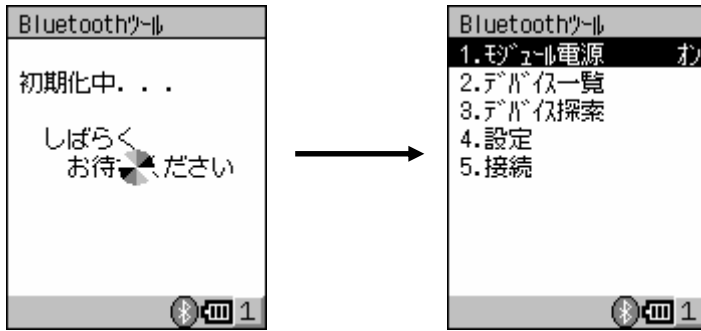 Bluetoothﾂｰﾙ
初期化中．．．
しばらく
お待 ください
1
Bluetoothﾂｰﾙ
1.ﾓｼﾞｭｰﾙ電源 ｵﾝ
2.ﾃﾞﾊﾞｲｽ一覧
3.ﾃﾞﾊﾞｲｽ探索
4.設定
5.接続
1